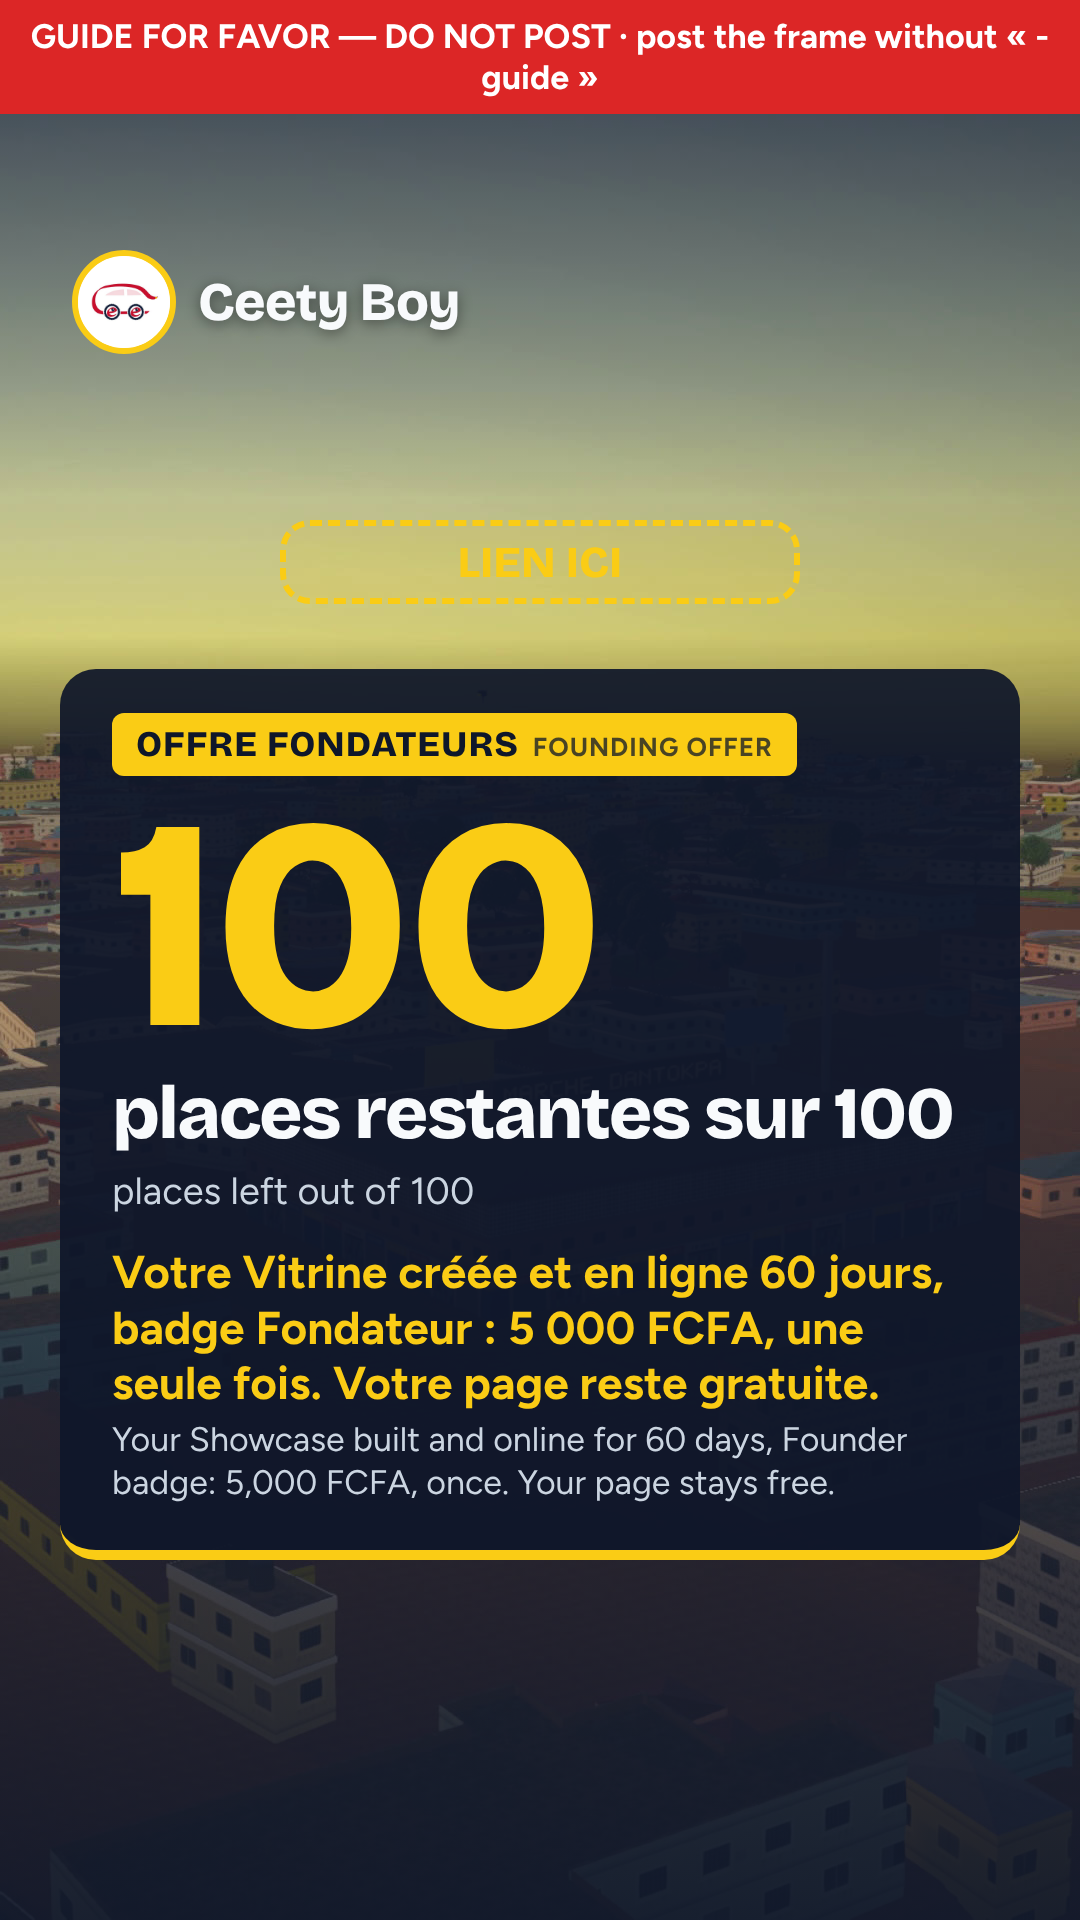 GUIDE FOR FAVOR — DO NOT POST · post the frame without « -
guide »
Ceety Boy
LIEN ICI
OFFRE FONDATEURS FOUNDING OFFER
100
MARCHE DANTOKPA
places restantes sur 100
places left out of 100
Votre Vitrine créée et en ligne 60 jours,
badge Fondateur : 5 000 FCFA, une
seule fois. Votre page reste gratuite.
Your Showcase built and online for 60 days, Founder
badge: 5,000 FCFA, once. Your page stays free.